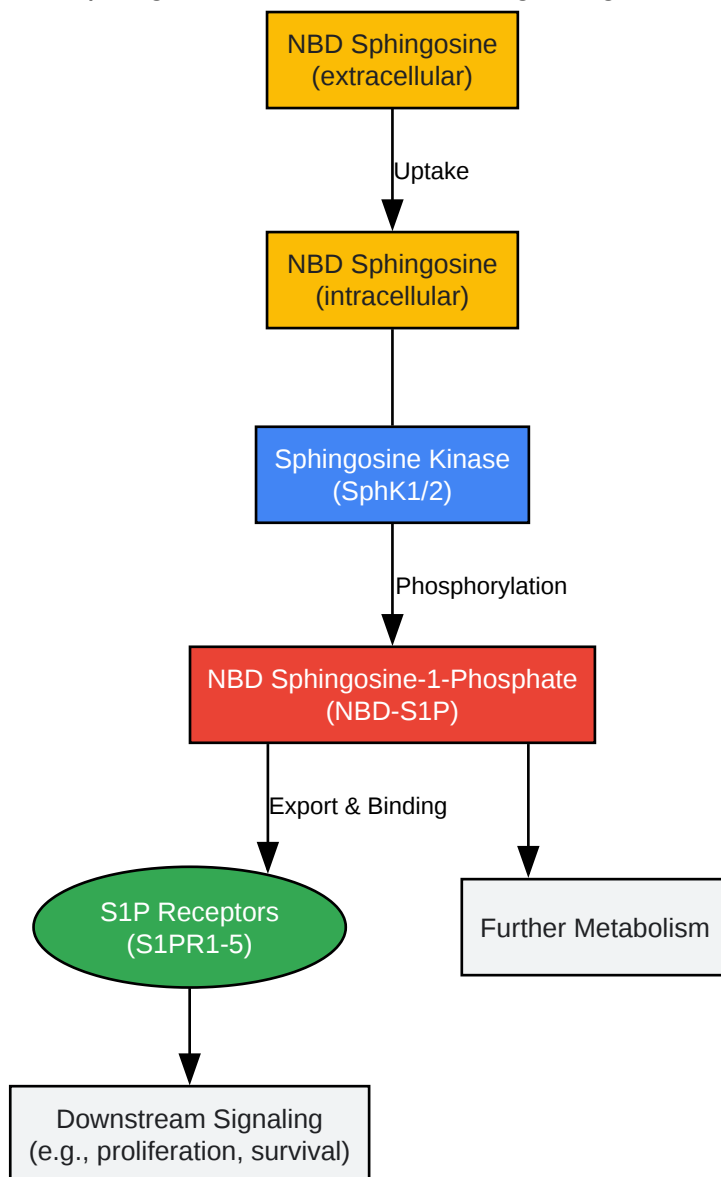 NBD Sphingosine
(extracellular)
Uptake
NBD Sphingosine
(intracellular)
Sphingosine Kinase
(SphK1/2)
Phosphorylation
NBD Sphingosine-1-Phosphate
(NBD-S1P)
Export & Binding
S1P Receptors
(S1PR1-5)
Further Metabolism
Downstream Signaling
(e.g., proliferation, survival)